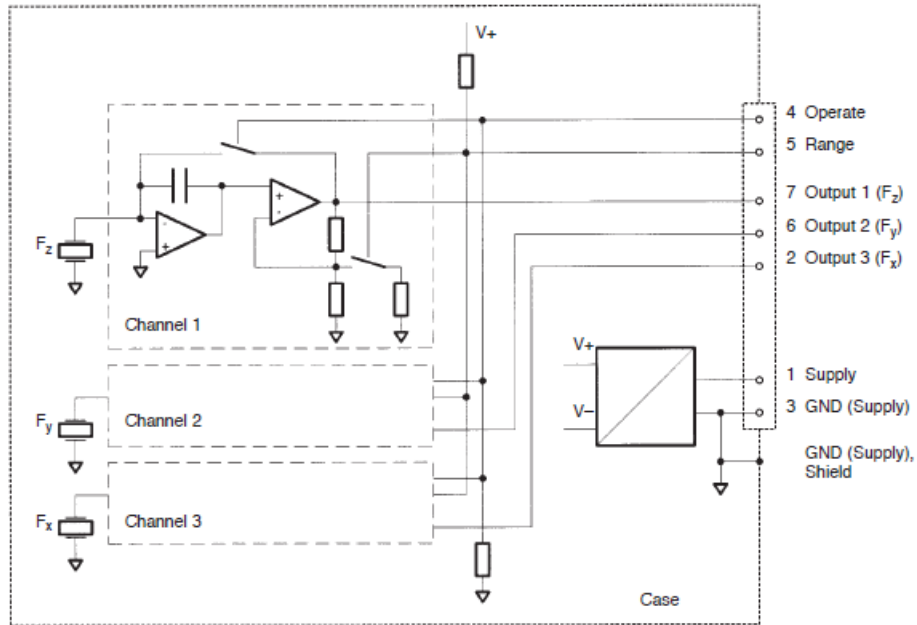 V+
4 Operate
5 Range
7 Output 1 (Fz)
6 Output 2 (Fy)
2 Output 3 (Fx)
-
+
+
-
Fz
Channel 1
V+
V−
1 Supply
3 GND (Supply)
GND (Supply),
Shield
Fy
Channel 2
Fx
Channel 3
Case